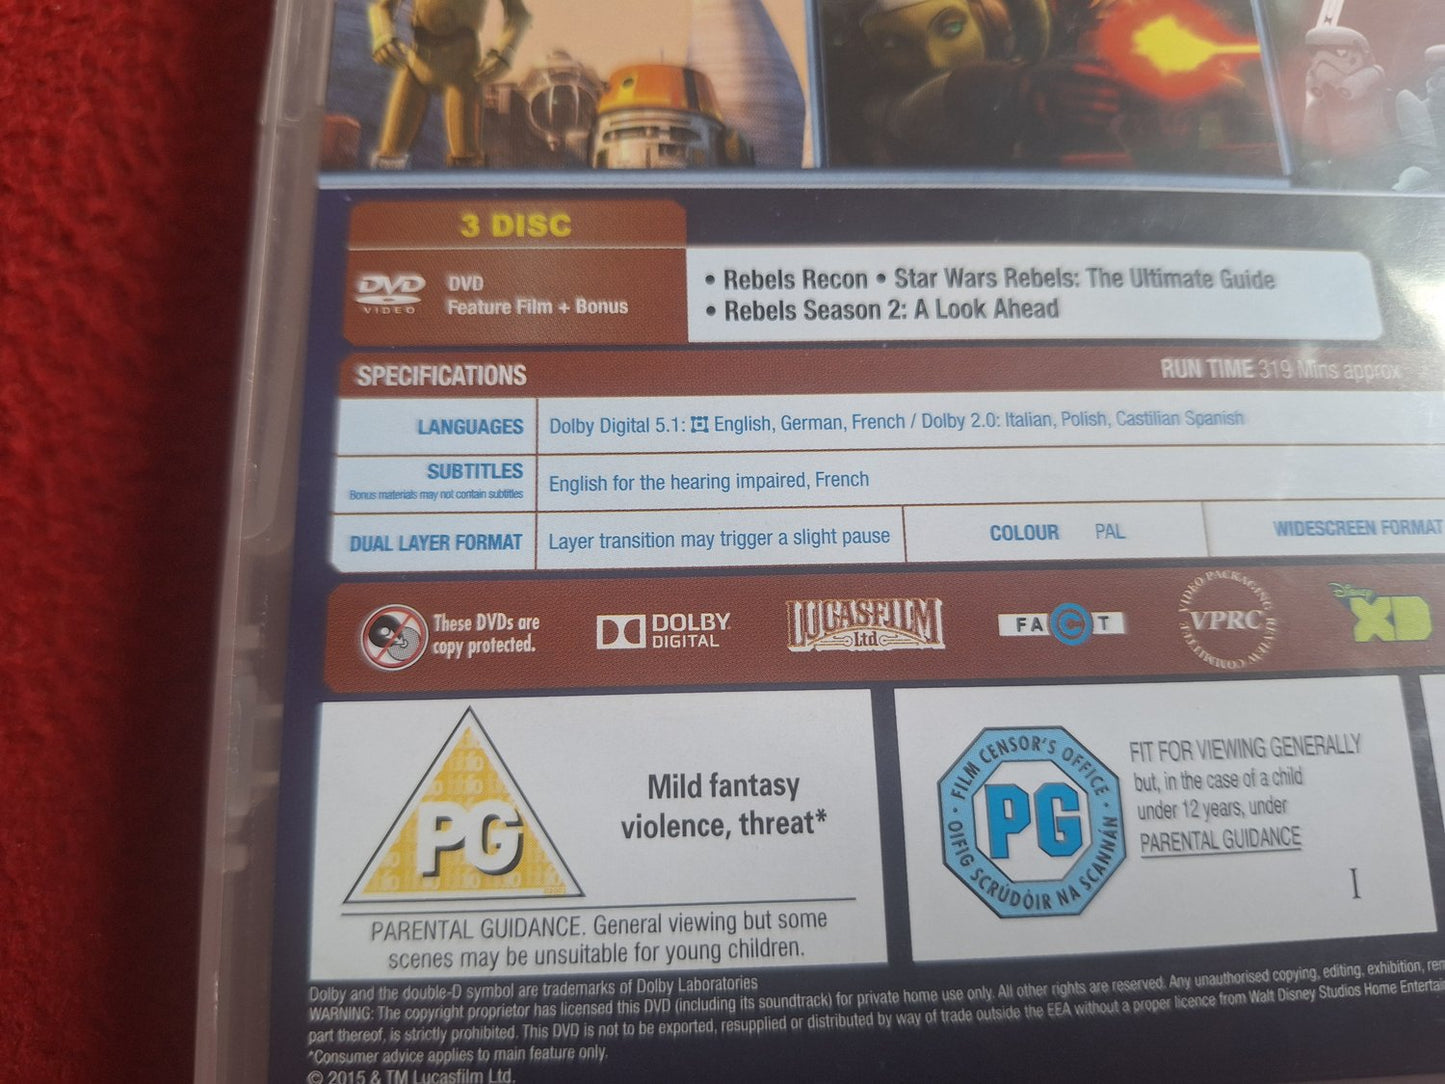 3 DISC
DVD VIDEO
DVD
Feature Film + Bonus
• Rebels Recon • Star Wars Rebels: The Ultimate Guide
• Rebels Season 2: A Look Ahead
SPECIFICATIONS
RUN TIME 319 Mins approx
LANGUAGES
Dolby Digital 5.1: English, German, French / Dolby 2.0: Italian, Polish, Castilian Spanish
SUBTITLES
Bonus materials may not contain subtitles
English for the hearing impaired, French
DUAL LAYER FORMAT
Layer transition may trigger a slight pause
COLOUR PAL
WIDESCREEN FORMAT
These DVDs are
copy protected.
DOLBY
DIGITAL
LUCASFILM
Ltd
FACT
VIDEO PACKAGING REVIEW COMMITTEE
VPRC
Disney
XD
PG
Mild fantasy
violence, threat*
PARENTAL GUIDANCE. General viewing but some
scenes may be unsuitable for young children.
FILM CENSOR'S OFFICE
PG
OIFIG SCRÚDÓIR NA SCANNÁN
FIT FOR VIEWING GENERALLY
but, in the case of a child
under 12 years, under
PARENTAL GUIDANCE
I
Dolby and the double-D symbol are trademarks of Dolby Laboratories
WARNING: The copyright proprietor has licensed this DVD (including its soundtrack) for private home use only. All other rights are reserved. Any unauthorised copying, editing, exhibition, ren
part thereof, is strictly prohibited. This DVD is not to be exported, resupplied or distributed by way of trade outside the EEA without a proper licence from Walt Disney Studios Home Entertai
*Consumer advice applies to main feature only.
© 2015 & TM Lucasfilm Ltd.